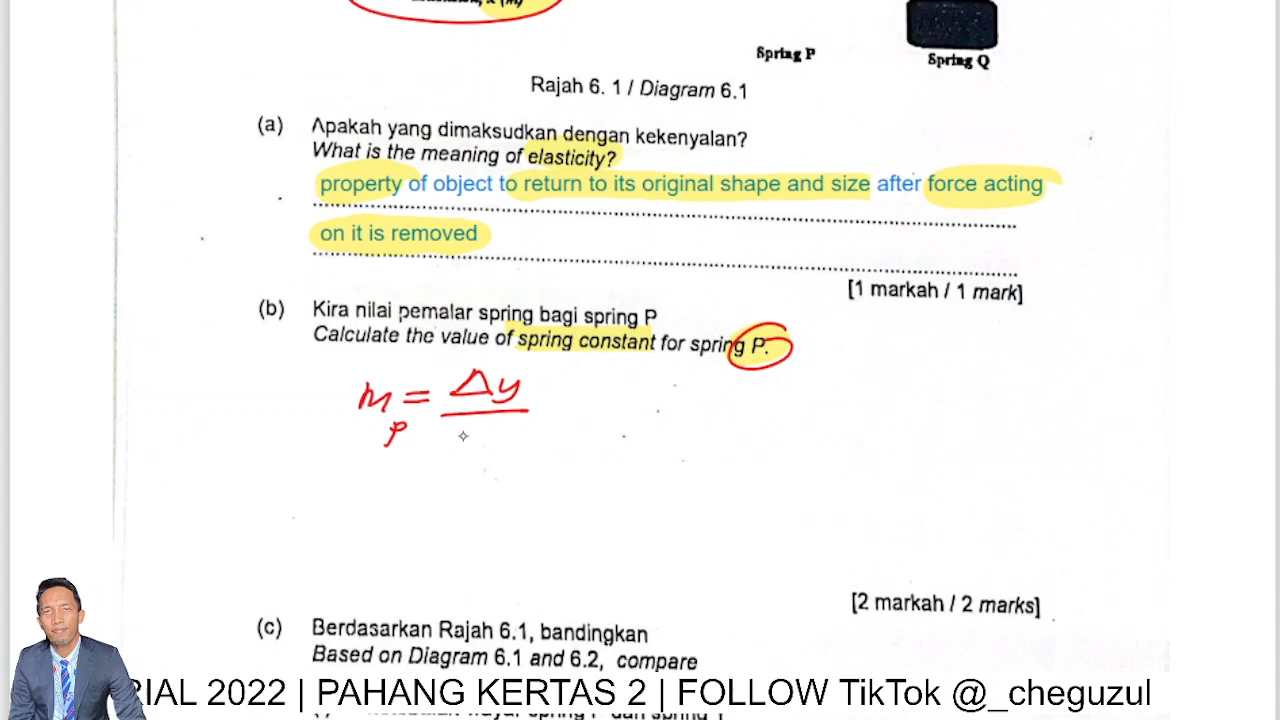 x (m)
Spring P
Spring Q
Rajah 6. 1 / Diagram 6.1
(a) Apakah yang dimaksudkan dengan kekenyalan?
What is the meaning of elasticity?
property of object to return to its original shape and size after force acting
on it is removed
[1 markah / 1 mark]
(b) Kira nilai pemalar spring bagi spring P
Calculate the value of spring constant for spring P.
m = Δy
P
[2 markah / 2 marks]
(c) Berdasarkan Rajah 6.1, bandingkan
Based on Diagram 6.1 and 6.2, compare
RIAL 2022 | PAHANG KERTAS 2 | FOLLOW TikTok @_cheguzul